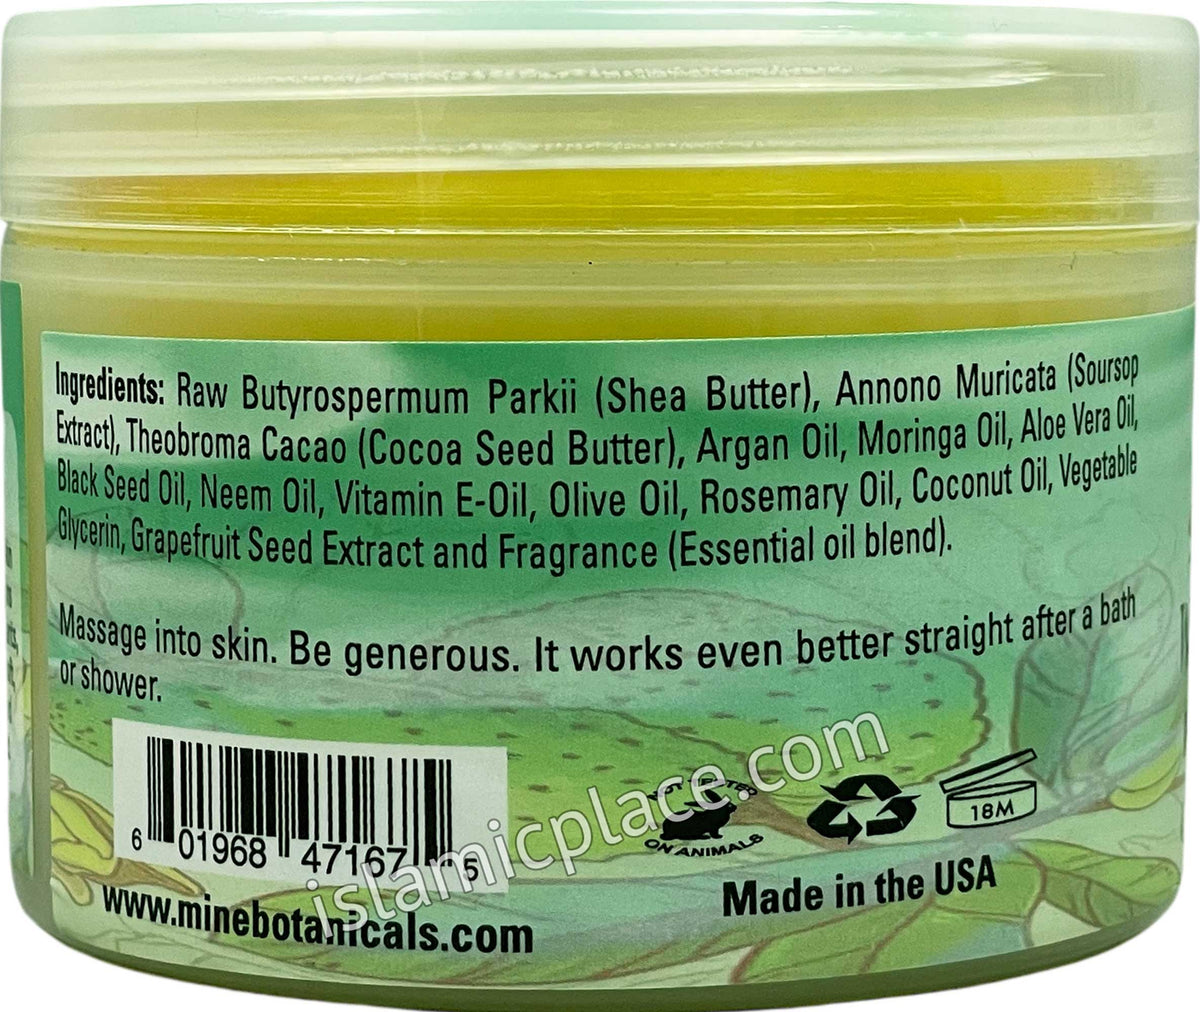 Ingredients: Raw Butyrospermum Parkii (Shea Butter), Annono Muricata (Soursop
Extract), Theobroma Cacao (Cocoa Seed Butter), Argan Oil, Moringa Oil, Aloe Vera Oil,
Black Seed Oil, Neem Oil, Vitamin E-Oil, Olive Oil, Rosemary Oil, Coconut Oil, Vegetable
Glycerin, Grapefruit Seed Extract and Fragrance (Essential oil blend).
Massage into skin. Be generous. It works even better straight after a bath
or shower.
6 01968 47167 5
www.minebotanicals.com
NOT TESTED
ON ANIMALS
18M
Made in the USA
islamicplace.com